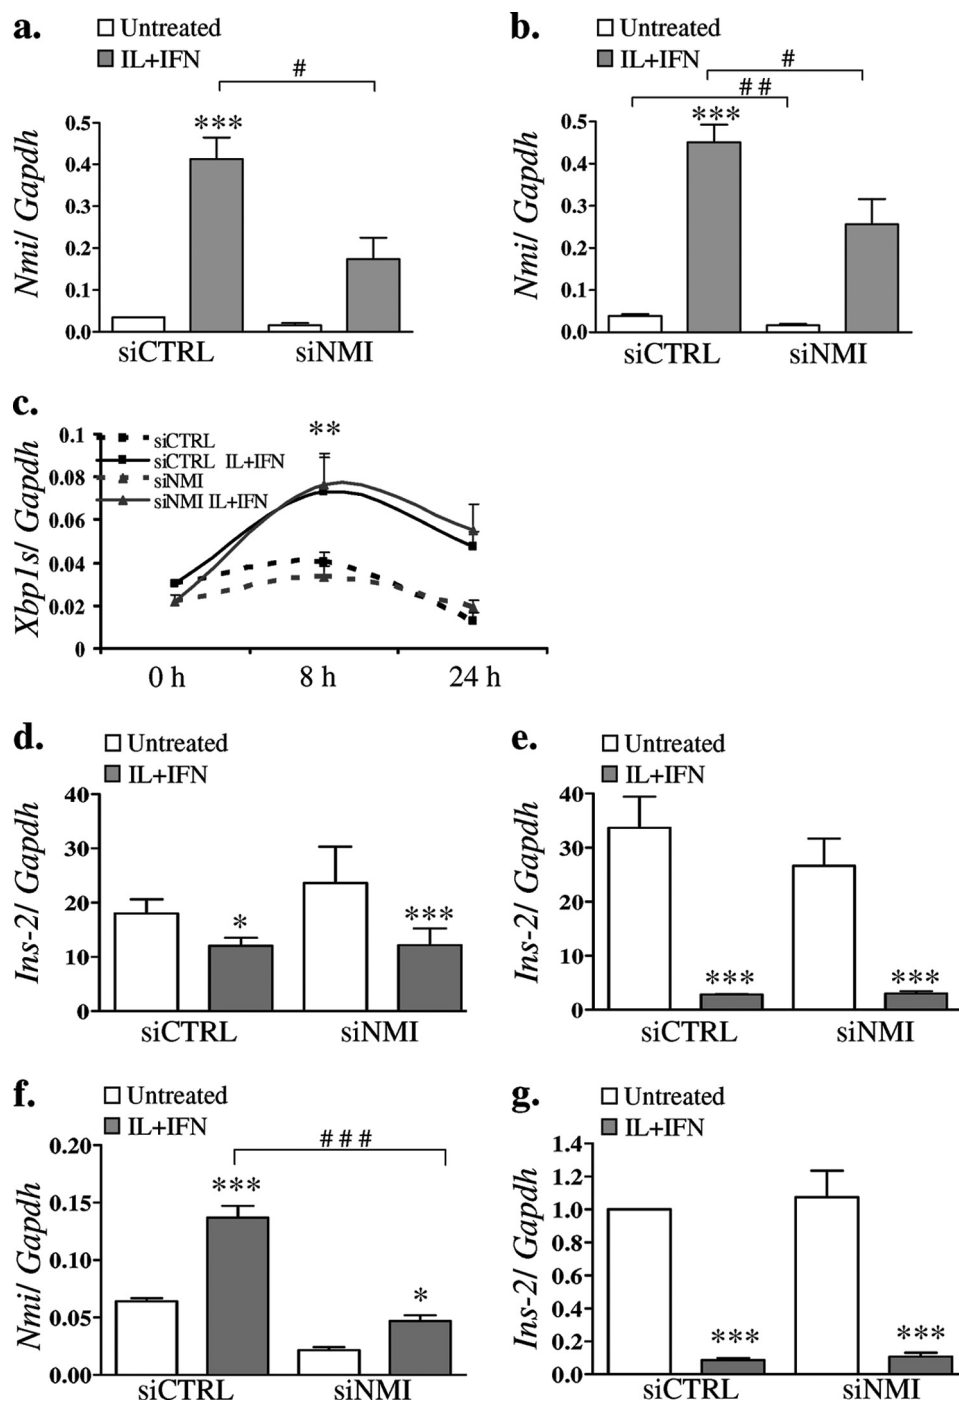 a.
Untreated
IL+IFN
#
***
Nmi/ Gapdh
0.5
0.4
0.3
0.2
0.1
0.0
siCTRL siNMI
b.
Untreated
IL+IFN
#
# #
***
Nmi/ Gapdh
0.5
0.4
0.3
0.2
0.1
0.0
siCTRL siNMI
c.
**
Xbp1s/ Gapdh
0.1
0.08
0.06
0.04
0.02
0
siCTRL
siCTRL IL+IFN
siNMI
siNMI IL+IFN
0 h 8 h 24 h
d.
Untreated
IL+IFN
Ins-2/ Gapdh
40
30
20
10
0
* ***
siCTRL siNMI
e.
Untreated
IL+IFN
Ins-2/ Gapdh
40
30
20
10
0
*** ***
siCTRL siNMI
f.
Untreated
IL+IFN
# # #
***
*
Nmi/ Gapdh
0.20
0.15
0.10
0.05
0.00
siCTRL siNMI
g.
Untreated
IL+IFN
Ins-2/ Gapdh
1.4
1.2
1.0
0.8
0.6
0.4
0.2
0.0
*** ***
siCTRL siNMI